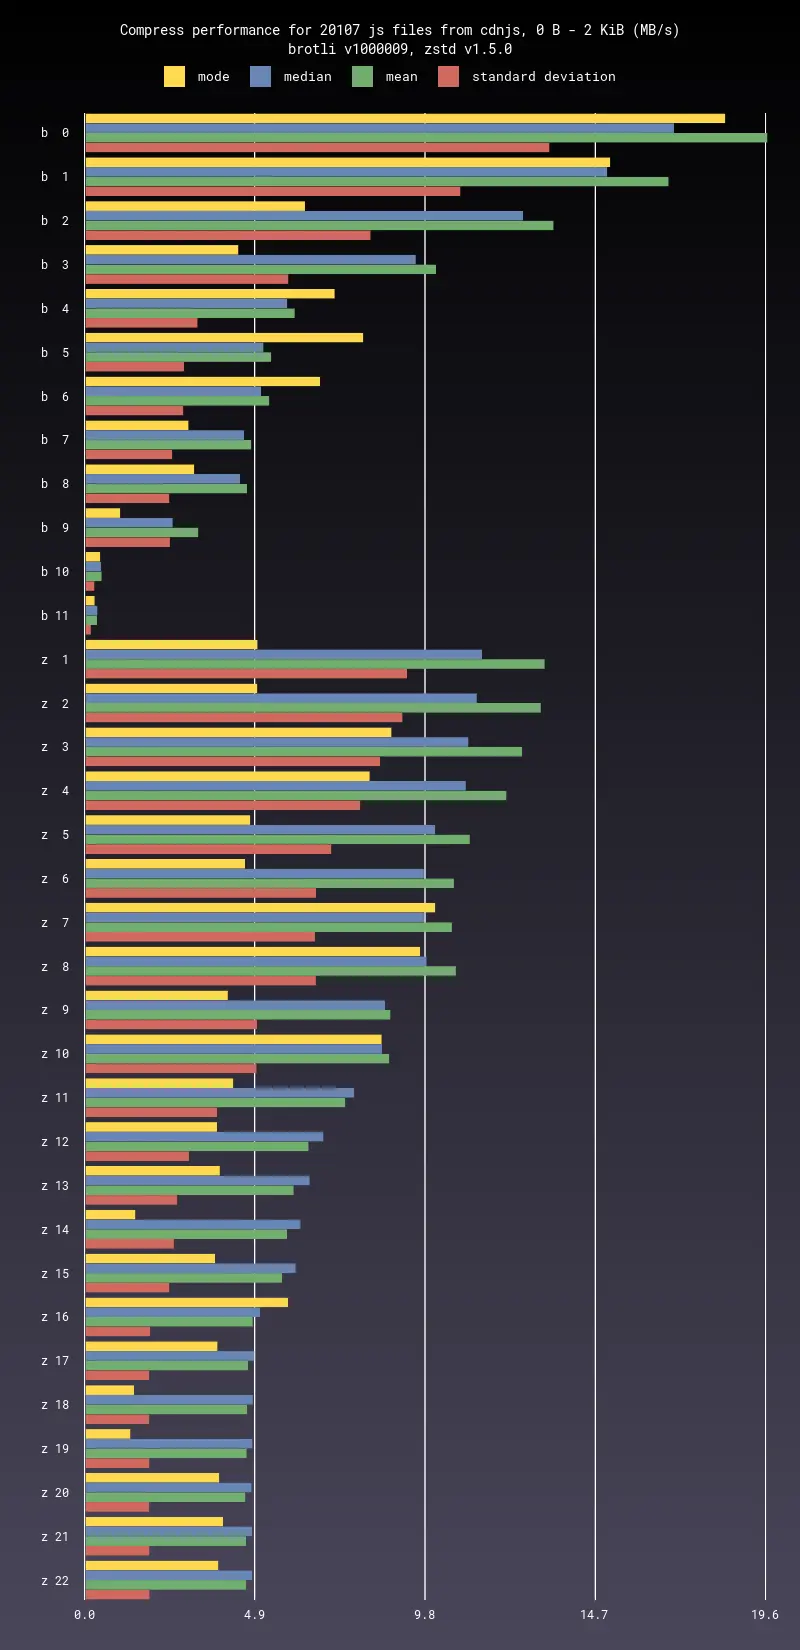 Compress performance for 20107 js files from cdnjs, 0 B - 2 KiB (MB/s)
brotli v1000009, zstd v1.5.0
mode median mean standard deviation
b 0
b 1
b 2
b 3
b 4
b 5
b 6
b 7
b 8
b 9
b 10
b 11
z 1
z 2
z 3
z 4
z 5
z 6
z 7
z 8
z 9
z 10
z 11
z 12
z 13
z 14
z 15
z 16
z 17
z 18
z 19
z 20
z 21
z 22
0.0 4.9 9.8 14.7 19.6